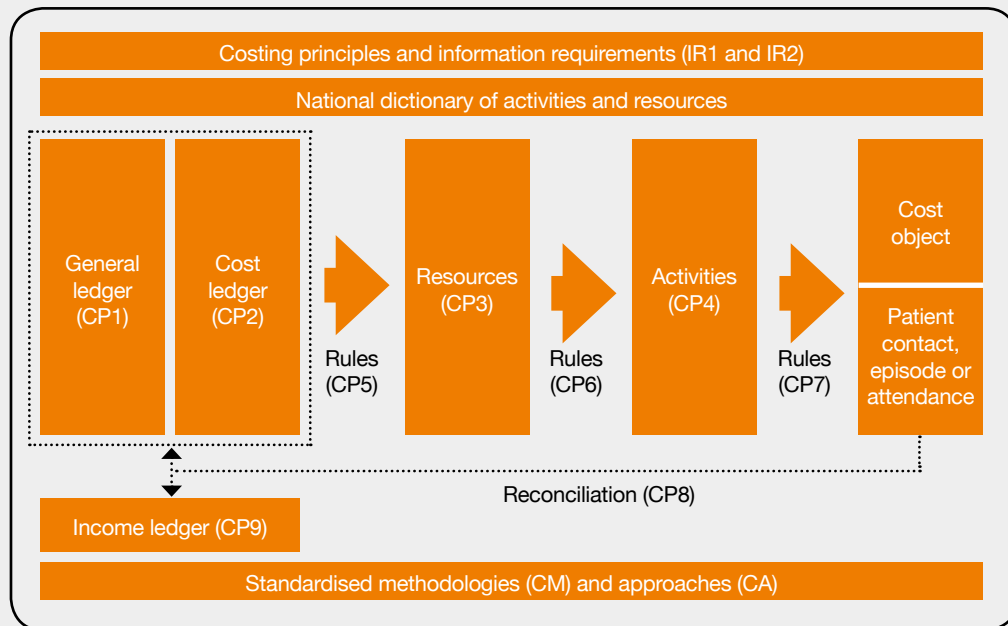 Costing principles and information requirements (IR1 and IR2)
National dictionary of activities and resources
General
ledger
(CP1)
Cost
ledger
(CP2)
Rules
(CP5)
Resources
(CP3)
Rules
(CP6)
Activities
(CP4)
Rules
(CP7)
Cost
object
Patient
contact,
episode or
attendance
Reconciliation (CP8)
Income ledger (CP9)
Standardised methodologies (CM) and approaches (CA)